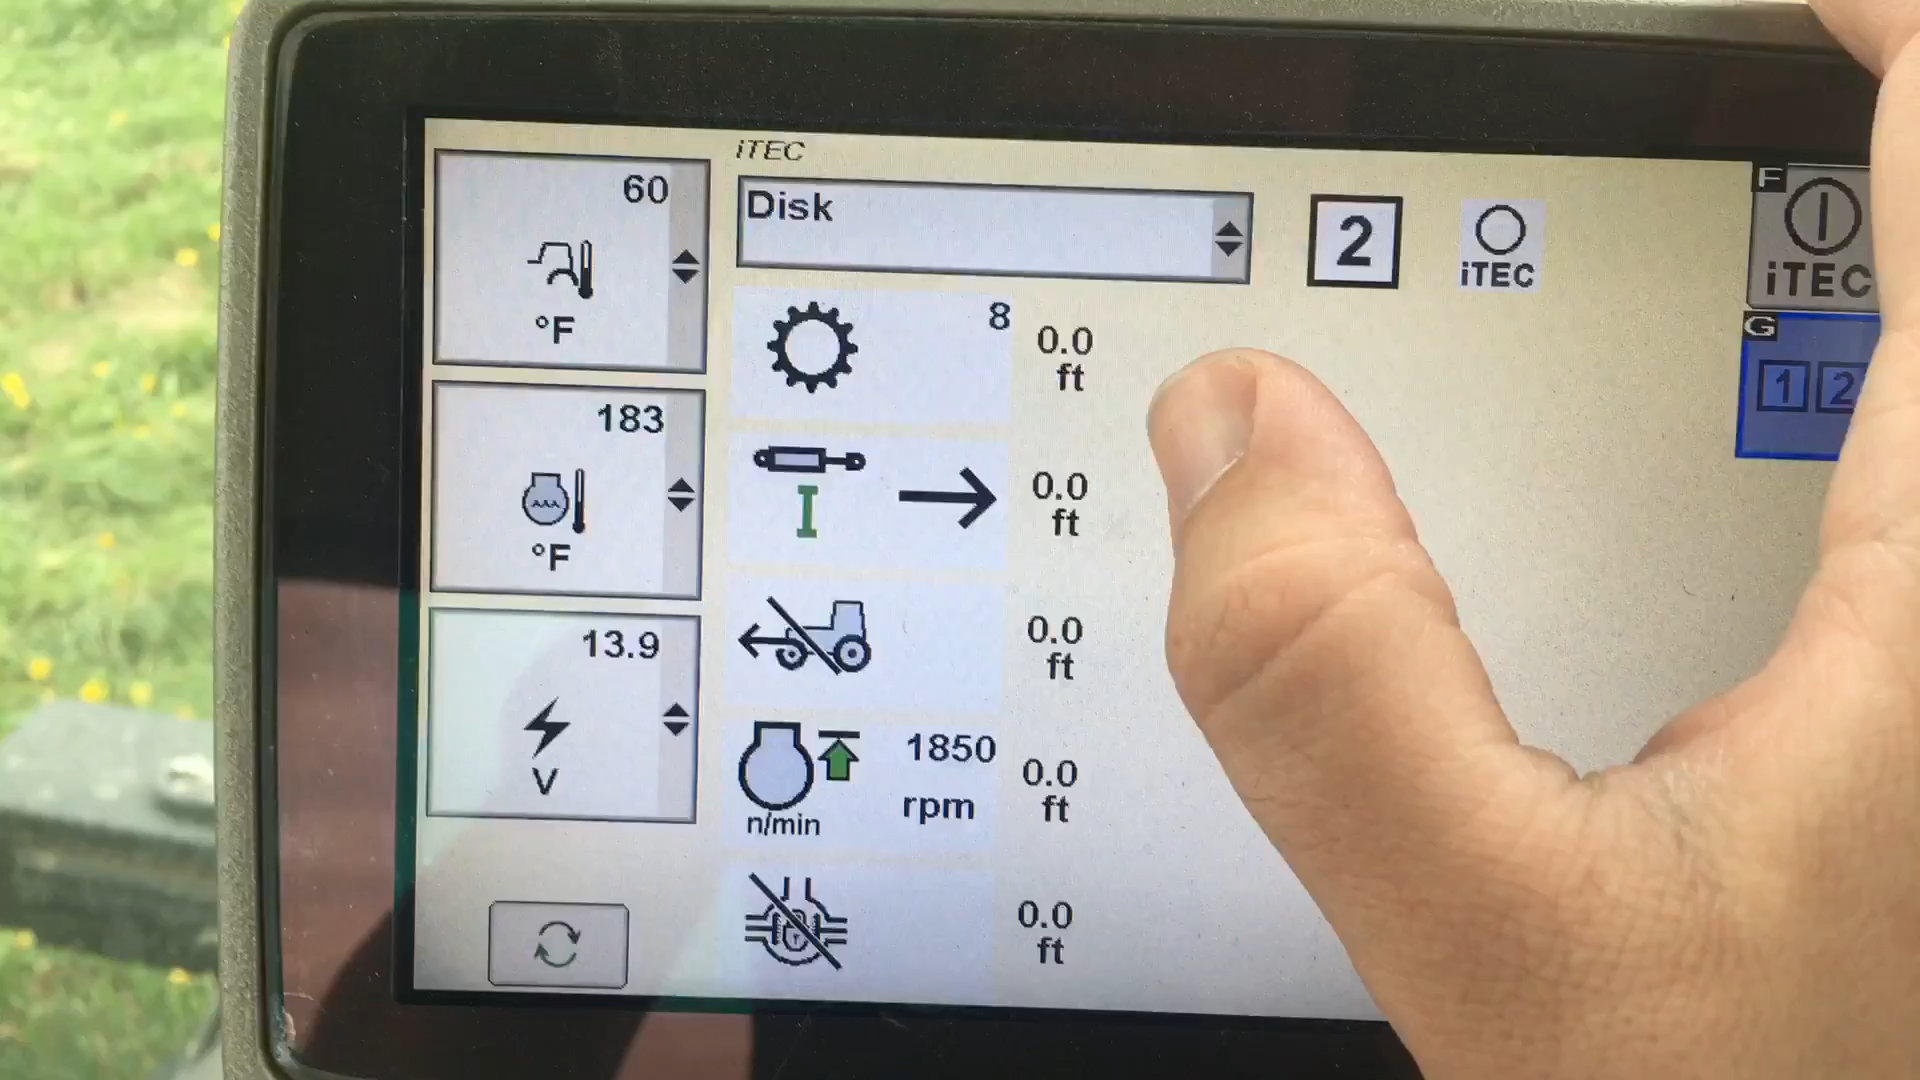 iTEC
60
°F
183
°F
13.9
V
Disk
2
iTEC
8
0.0
ft
I
0.0
ft
0.0
ft
n/min
1850
rpm
0.0
ft
0.0
ft
F
iTEC
G
1 2